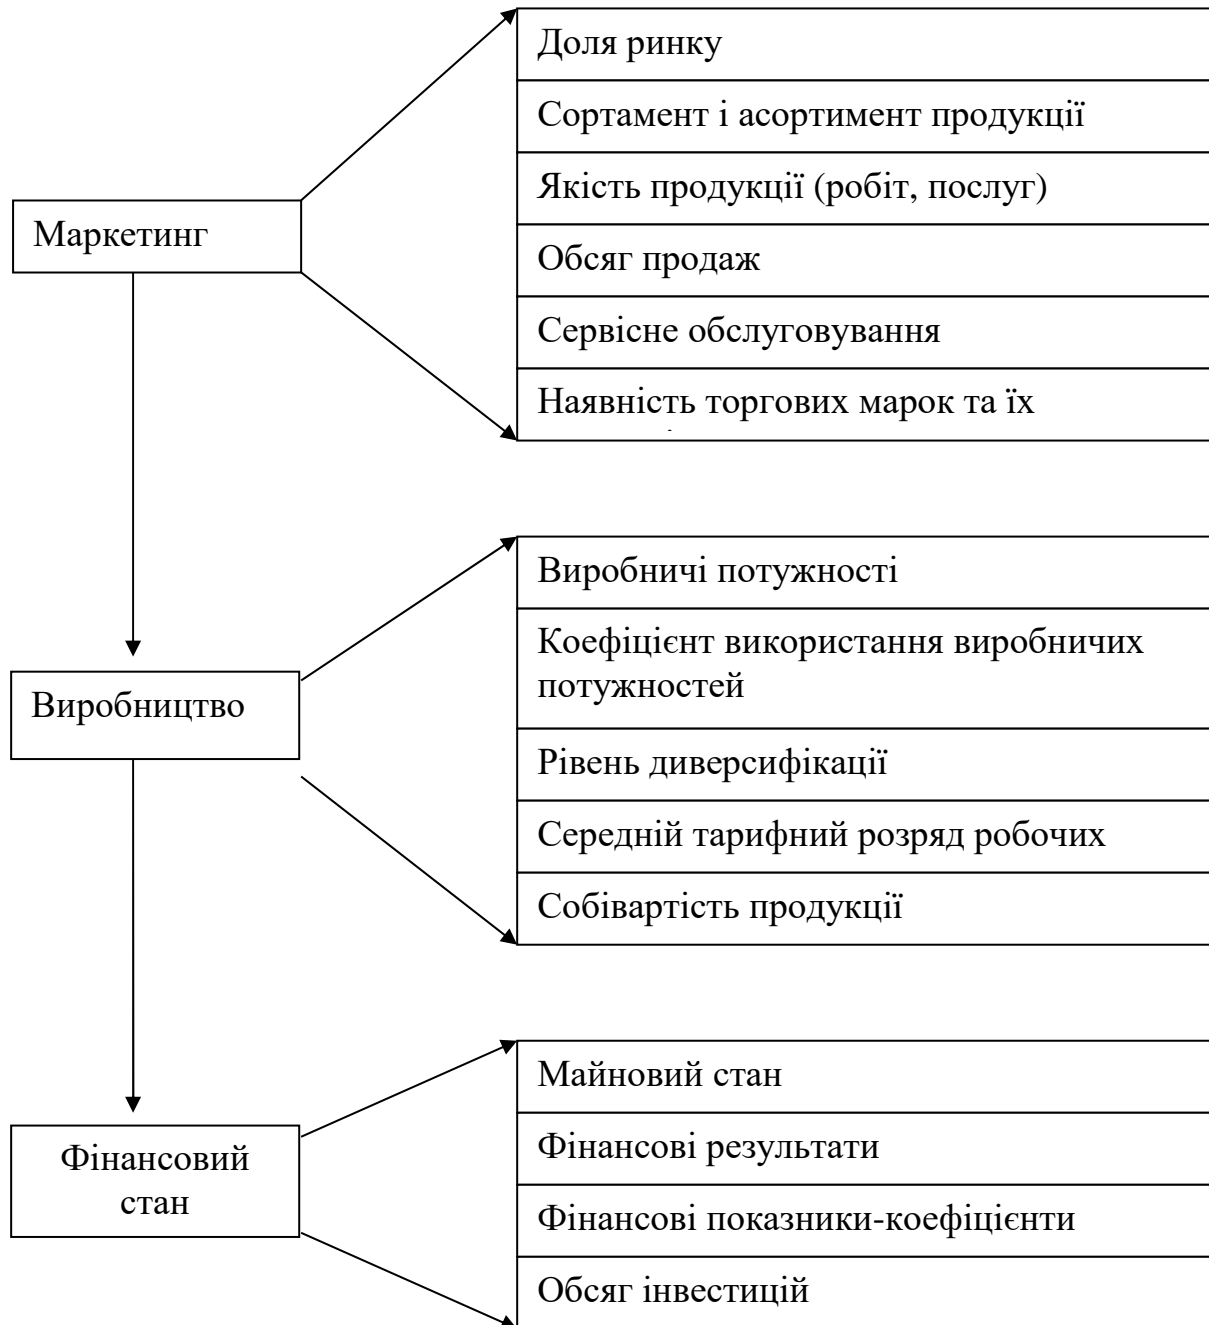 Доля ринку
Сортамент і асортимент продукції
Якість продукції (робіт, послуг)
Маркетинг
Обсяг продаж
Сервісне обслуговування
Наявність торгових марок та їх
Виробничі потужності
Коефіцієнт використання виробничих
потужностей
Виробництво
Рівень диверсифікації
Середній тарифний розряд робочих
Собівартість продукції
Майновий стан
Фінансовий
стан
Фінансові результати
Фінансові показники-коефіцієнти
Обсяг інвестицій